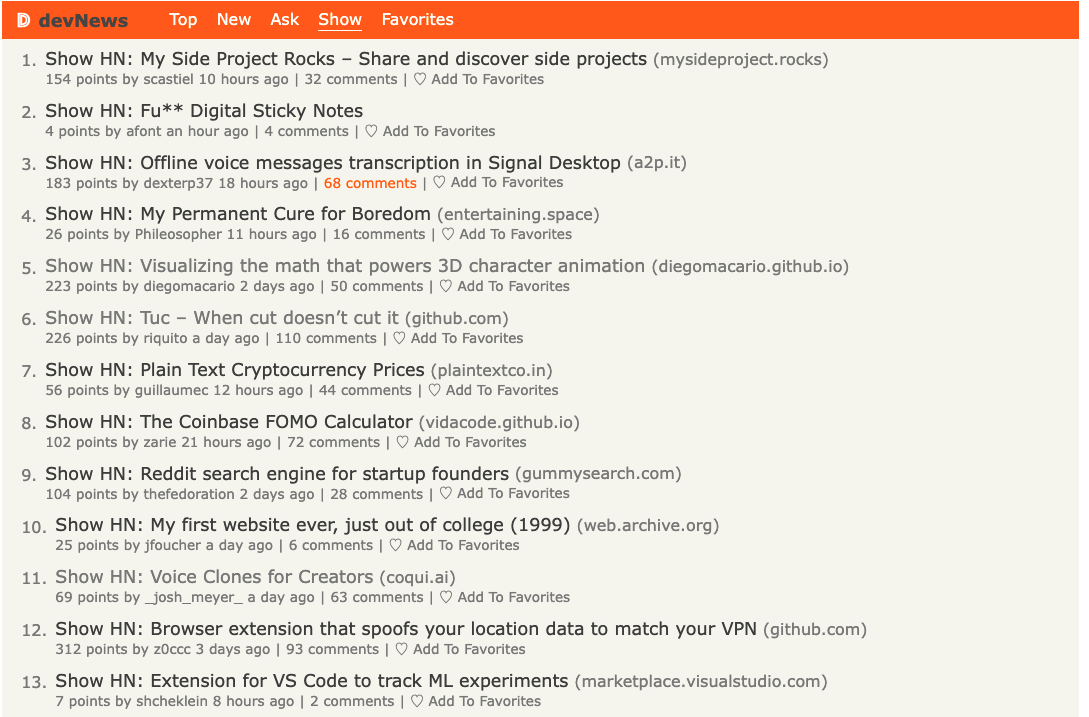 D devNews Top New Ask Show Favorites
1. Show HN: My Side Project Rocks – Share and discover side projects (mysideproject.rocks)
154 points by scastiel 10 hours ago | 32 comments | ♡ Add To Favorites
2. Show HN: Fu** Digital Sticky Notes
4 points by afont an hour ago | 4 comments | ♡ Add To Favorites
3. Show HN: Offline voice messages transcription in Signal Desktop (a2p.it)
183 points by dexterp37 18 hours ago | 68 comments | ♡ Add To Favorites
4. Show HN: My Permanent Cure for Boredom (entertaining.space)
26 points by Phileosopher 11 hours ago | 16 comments | ♡ Add To Favorites
5. Show HN: Visualizing the math that powers 3D character animation (diegomacario.github.io)
223 points by diegomacario 2 days ago | 50 comments | ♡ Add To Favorites
6. Show HN: Tuc – When cut doesn’t cut it (github.com)
226 points by riquito a day ago | 110 comments | ♡ Add To Favorites
7. Show HN: Plain Text Cryptocurrency Prices (plaintextco.in)
56 points by guillaumec 12 hours ago | 44 comments | ♡ Add To Favorites
8. Show HN: The Coinbase FOMO Calculator (vidacode.github.io)
102 points by zarie 21 hours ago | 72 comments | ♡ Add To Favorites
9. Show HN: Reddit search engine for startup founders (gummysearch.com)
104 points by thefedoration 2 days ago | 28 comments | ♡ Add To Favorites
10. Show HN: My first website ever, just out of college (1999) (web.archive.org)
25 points by jfoucher a day ago | 6 comments | ♡ Add To Favorites
11. Show HN: Voice Clones for Creators (coqui.ai)
69 points by _josh_meyer_ a day ago | 63 comments | ♡ Add To Favorites
12. Show HN: Browser extension that spoofs your location data to match your VPN (github.com)
312 points by z0ccc 3 days ago | 93 comments | ♡ Add To Favorites
13. Show HN: Extension for VS Code to track ML experiments (marketplace.visualstudio.com)
7 points by shcheklein 8 hours ago | 2 comments | ♡ Add To Favorites